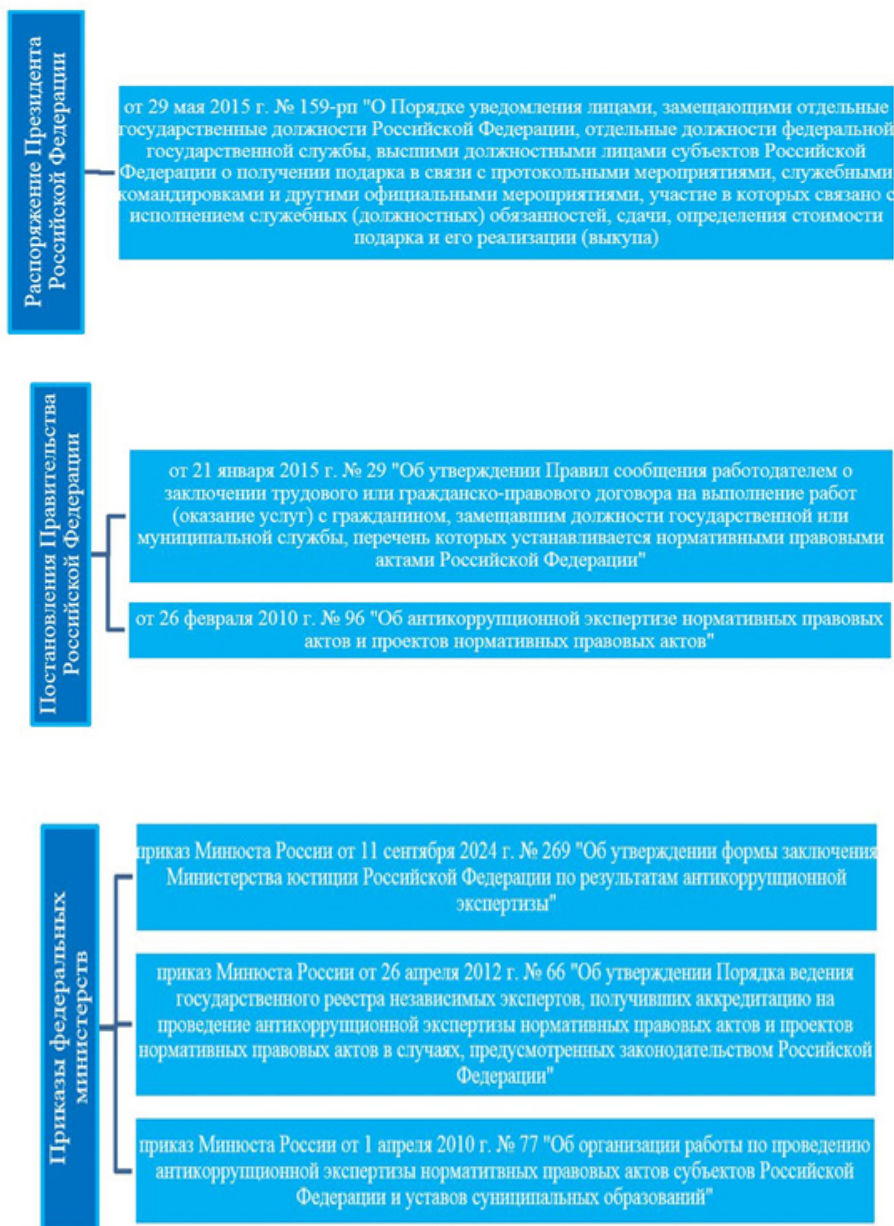 Распоряжение Президента
Российской Федерации
от 29 мая 2015 г. № 159-рп "О Порядке уведомления лицами, замещающими отдельные
государственные должности Российской Федерации, отдельные должности федеральной
государственной службы, высшими должностными лицами субъектов Российской
Федерации о получении подарка в связи с протокольными мероприятиями, служебными
командировками и другими официальными мероприятиями, участие в которых связано с
исполнением служебных (должностных) обязанностей, сдачи, определения стоимости
подарка и его реализации (выкупа)
Постановления Правительства
Российской Федерации
от 21 января 2015 г. № 29 "Об утверждении Правил сообщения работодателем о
заключении трудового или гражданско-правового договора на выполнение работ
(оказание услуг) с гражданином, замещавшим должности государственной или
муниципальной службы, перечень которых устанавливается нормативными правовыми
актами Российской Федерации"
от 26 февраля 2010 г. № 96 "Об антикоррупционной экспертизе нормативных правовых
актов и проектов нормативных правовых актов"
Приказы федеральных
министерств
приказ Минюста России от 11 сентября 2024 г. № 269 "Об утверждении формы заключения
Министерства юстиции Российской Федерации по результатам антикоррупционной
экспертизы"
приказ Минюста России от 26 апреля 2012 г. № 66 "Об утверждении Порядка ведения
государственного реестра независимых экспертов, получивших аккредитацию на
проведение антикоррупционной экспертизы нормативных правовых актов и проектов
нормативных правовых актов в случаях, предусмотренных законодательством Российской
Федерации"
приказ Минюста России от 1 апреля 2010 г. № 77 "Об организации работы по проведению
антикоррупционной экспертизы норматитвных правовых актов субъектов Российской
Федерации и уставов суниципальных образований"